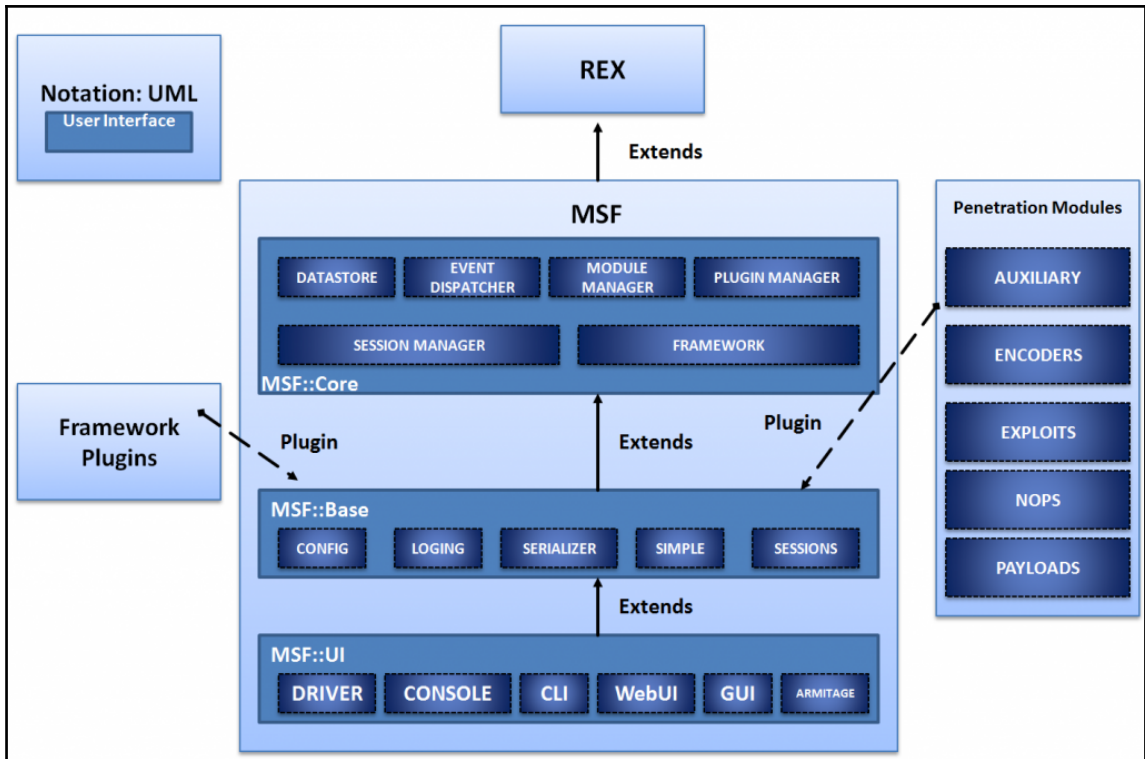 Notation: UML
User Interface
REX
Extends
MSF
DATASTORE
EVENT
DISPATCHER
MODULE
MANAGER
PLUGIN MANAGER
SESSION MANAGER
FRAMEWORK
MSF::Core
Framework
Plugins
Plugin
Extends
Plugin
MSF::Base
CONFIG
LOGING
SERIALIZER
SIMPLE
SESSIONS
Extends
MSF::UI
DRIVER
CONSOLE
CLI
WebUI
GUI
ARMITAGE
Penetration Modules
AUXILIARY
ENCODERS
EXPLOITS
NOPS
PAYLOADS